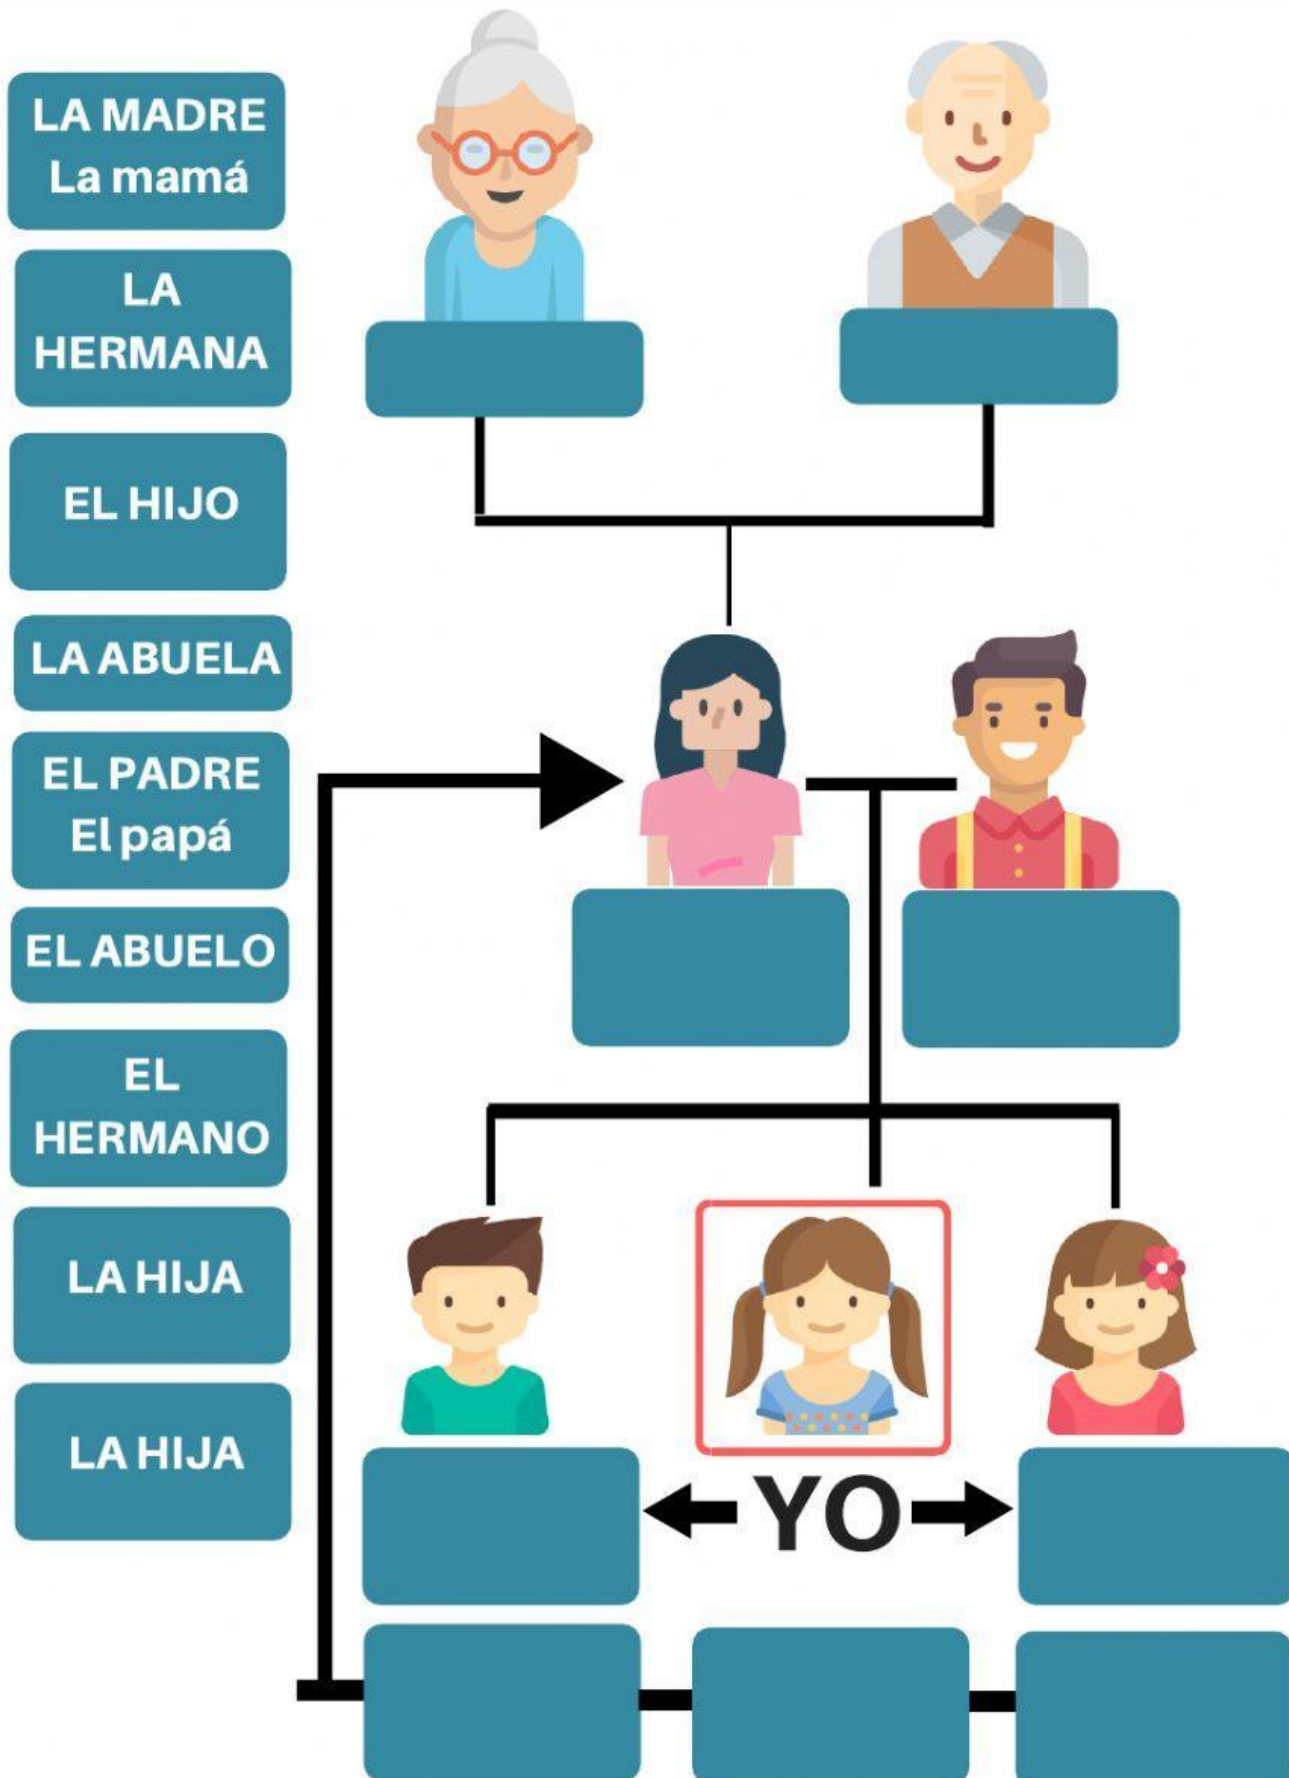 LA MADRE
La mamá
LA
HERMANA
EL HIJO
LA ABUELA
EL PADRE
El papá
EL ABUELO
EL
HERMANO
LA HIJA
LA HIJA
YO